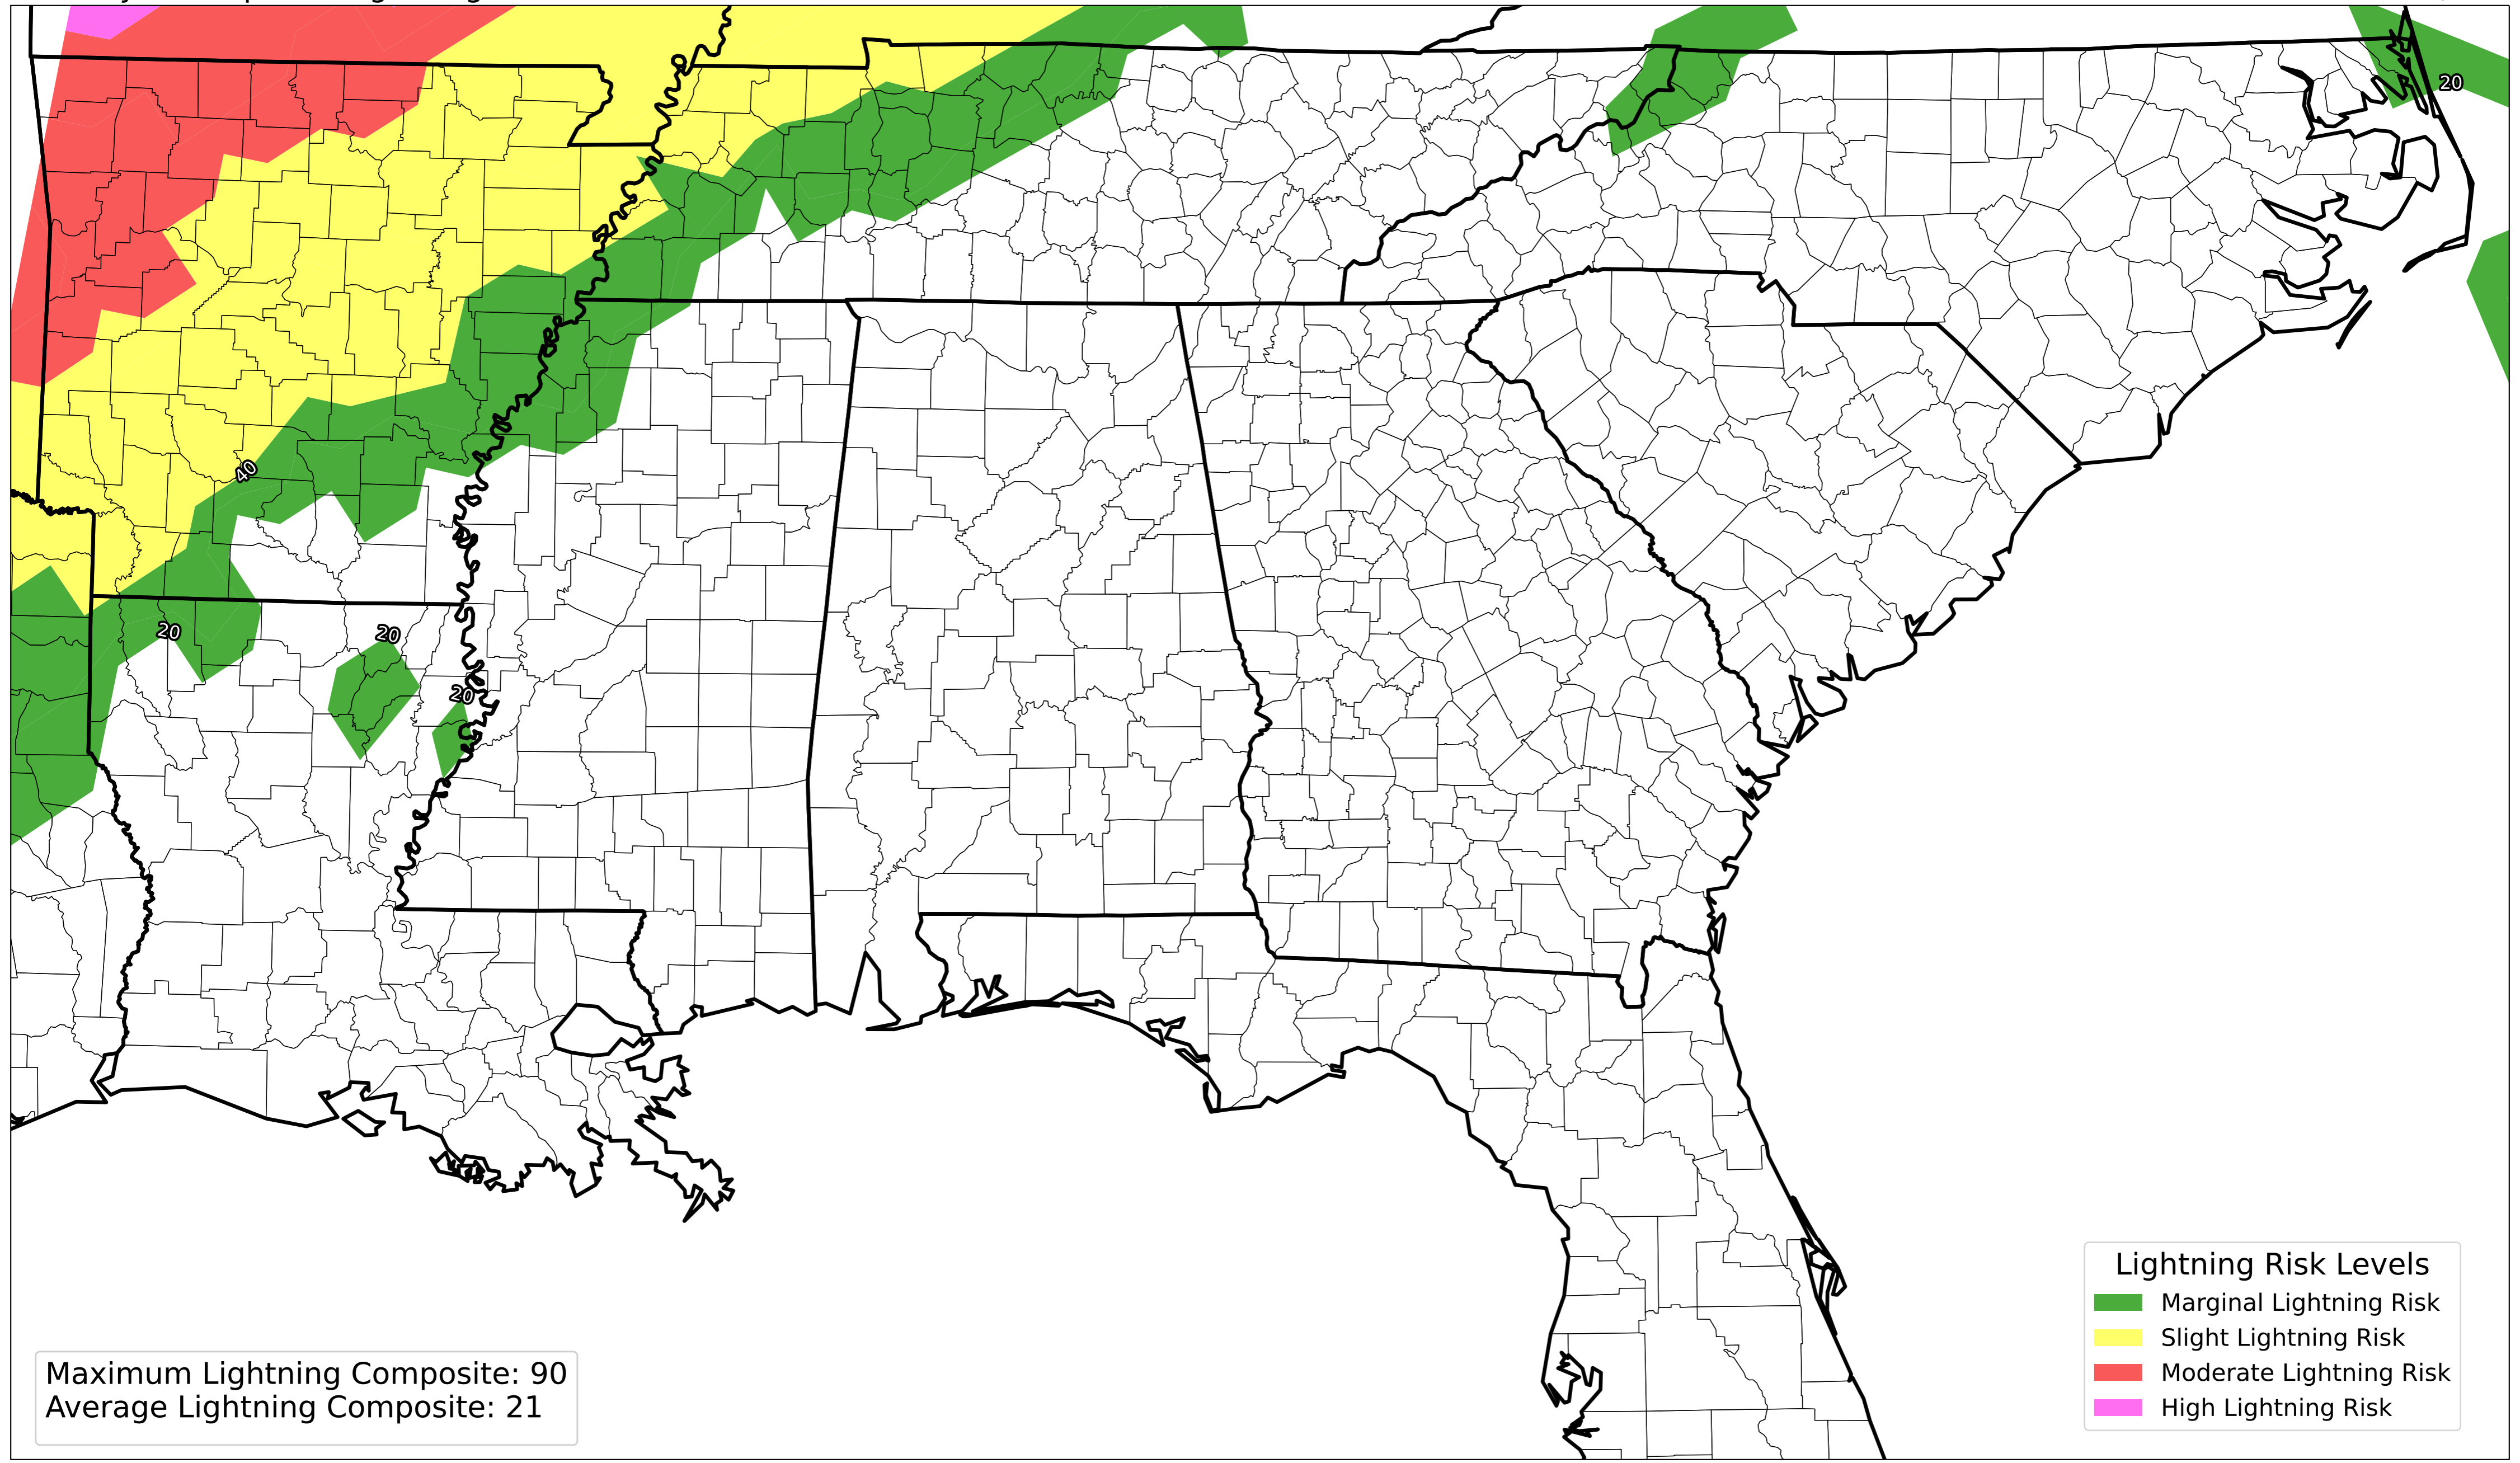 20
40
20
20
20
Lightning Risk Levels
Marginal Lightning Risk
Slight Lightning Risk
Moderate Lightning Risk
High Lightning Risk
Maximum Lightning Composite: 90
Average Lightning Composite: 21